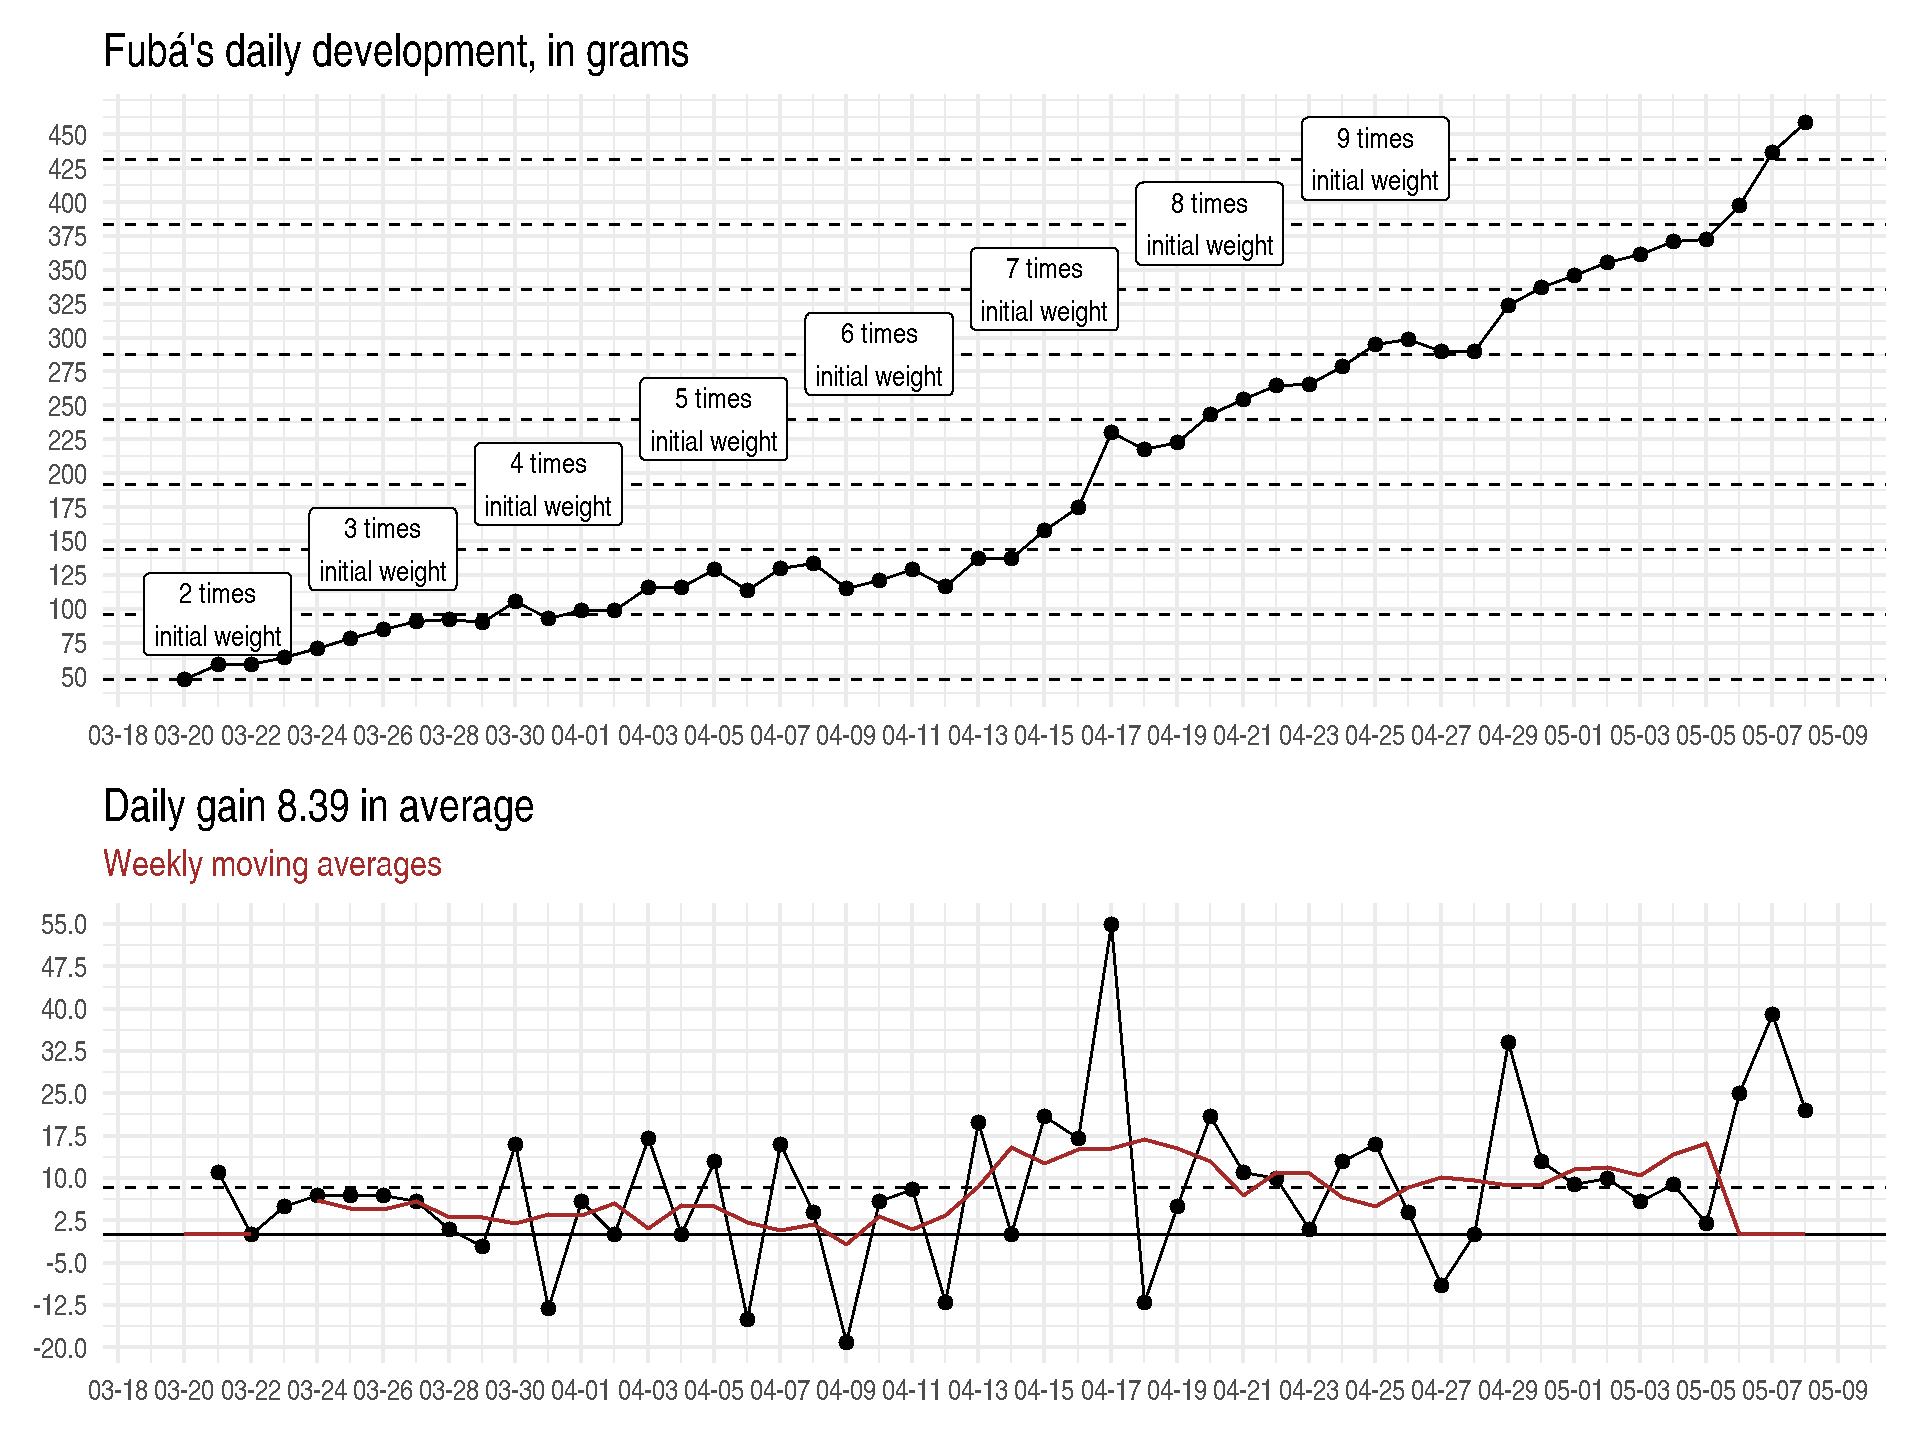 Fubá's daily development, in grams
450
425
400
375
350
325
300
275
250
225
200
175
150
125
100
75
50
9 times
initial weight
8 times
initial weight
7 times
initial weight
6 times
initial weight
5 times
initial weight
4 times
initial weight
3 times
initial weight
2 times
initial weight
03-18 03-20 03-22 03-24 03-26 03-28 03-30 04-01 04-03 04-05 04-07 04-09 04-11 04-13 04-15 04-17 04-19 04-21 04-23 04-25 04-27 04-29 05-01 05-03 05-05 05-07 05-09
Daily gain 8.39 in average
Weekly moving averages
55.0
47.5
40.0
32.5
25.0
17.5
10.0
2.5
-5.0
-12.5
-20.0
03-18 03-20 03-22 03-24 03-26 03-28 03-30 04-01 04-03 04-05 04-07 04-09 04-11 04-13 04-15 04-17 04-19 04-21 04-23 04-25 04-27 04-29 05-01 05-03 05-05 05-07 05-09